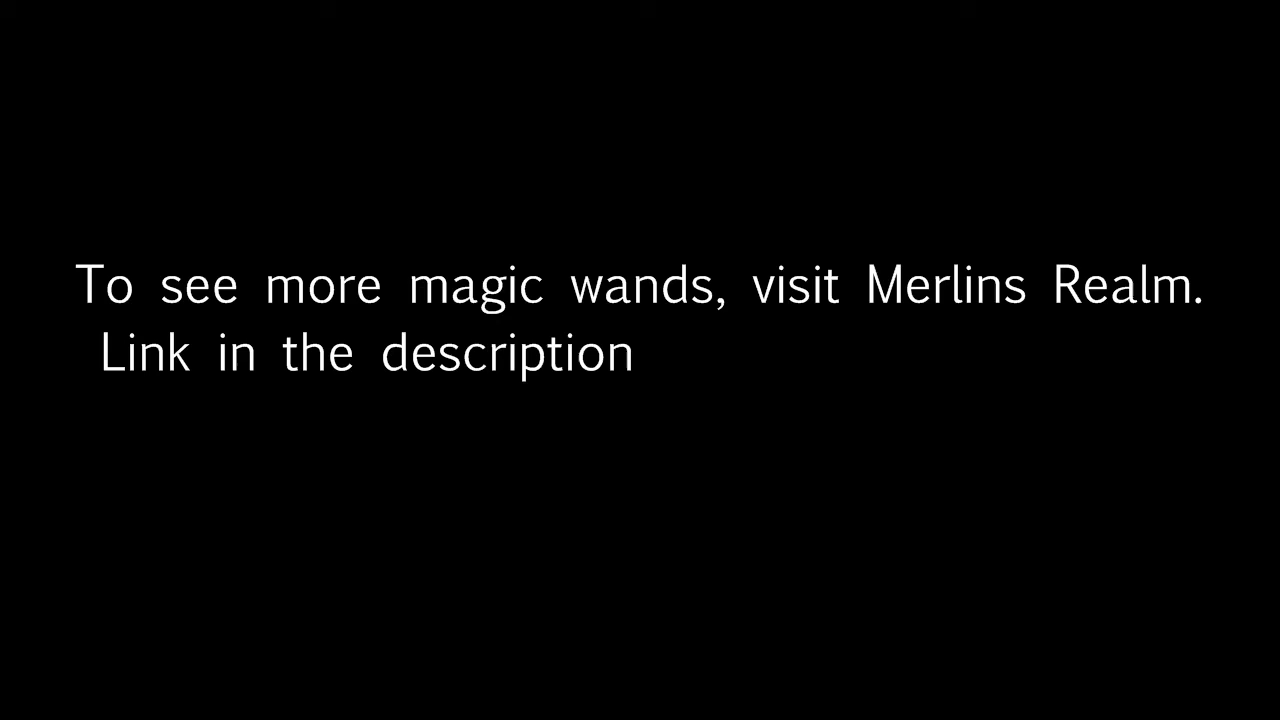 To see more magic wands, visit Merlins Realm.
Link in the description